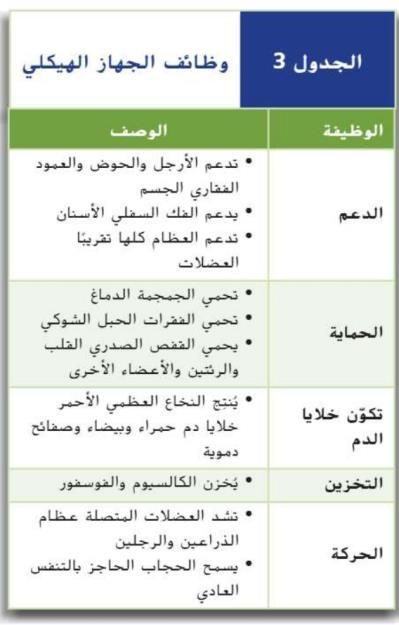 الجدول 3 وظائف الجهاز الهيكلي
الوظيفة الوصف
الدعم
• تدعم الأرجل والحوض والعمود
الفقاري الجسم
• يدعم الفك السفلي الأسنان
• تدعم العظام كلها تقريبًا
العضلات
الحماية
• تحمي الجمجمة الدماغ
• تحمي الفقرات الحبل الشوكي
• يحمي القفص الصدري القلب
والرئتين والأعضاء الأخرى
تكوّن خلايا
الدم
• يُنتِج النخاع العظمي الأحمر
خلايا دم حمراء وبيضاء وصفائح
دموية
التخزين
• يُخزن الكالسيوم والفوسفور
الحركة
• تشد العضلات المتصلة عظام
الذراعين والرجلين
• يسمح الحجاب الحاجز بالتنفس
العادي